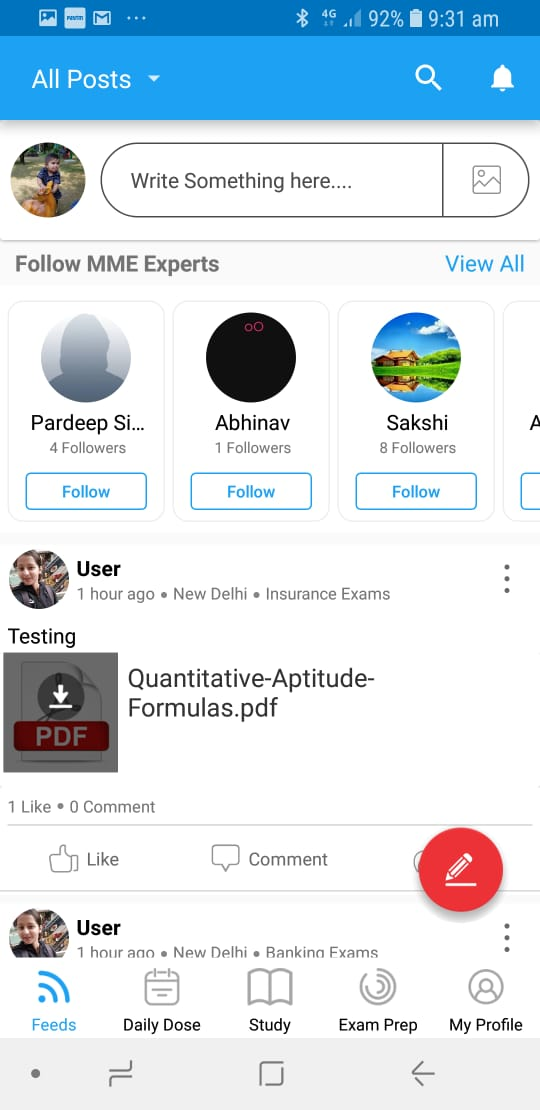 4G 92% 9:31 am
All Posts
Write Something here....
Follow MME Experts View All
Pardeep Si... Abhinav Sakshi A
4 Followers 1 Followers 8 Followers
Follow Follow Follow
User
1 hour ago • New Delhi • Insurance Exams
Testing
Quantitative-Aptitude-
Formulas.pdf
PDF
1 Like • 0 Comment
Like Comment
User
1 hour ago • New Delhi • Banking Exams
Feeds Daily Dose Study Exam Prep My Profile